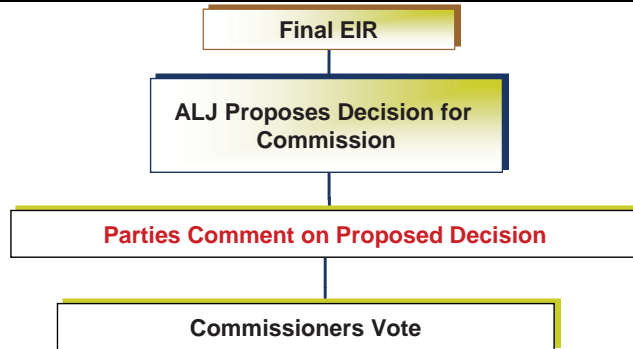 Final EIR
ALJ Proposes Decision for
Commission
Parties Comment on Proposed Decision
Commissioners Vote